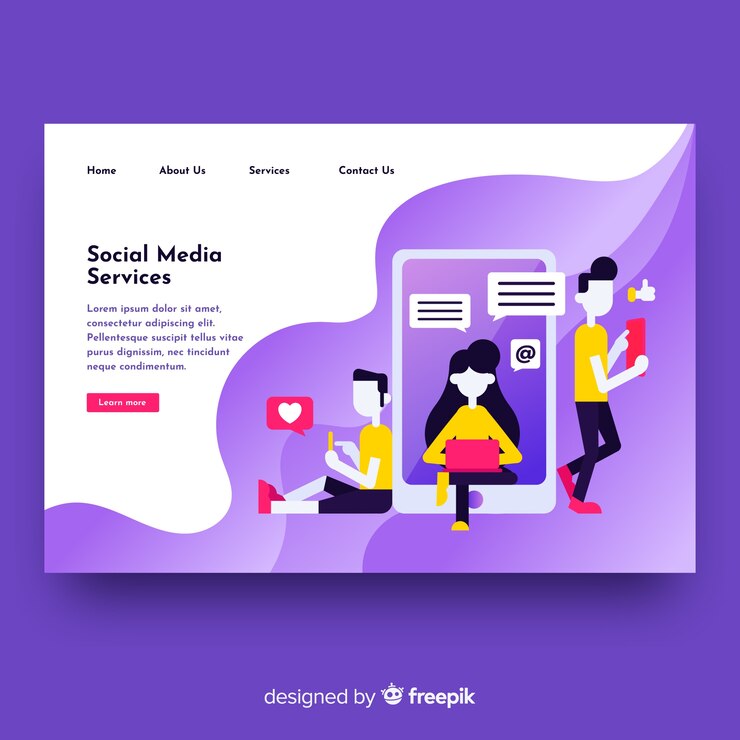 Home About Us Services Contact Us
Social Media
Services
Lorem ipsum dolor sit amet,
consectetur adipiscing elit.
Pellentesque suscipit tellus vitae
purus dignissim, nec tincidunt
neque condimentum.
Learn more
@
designed by freepik